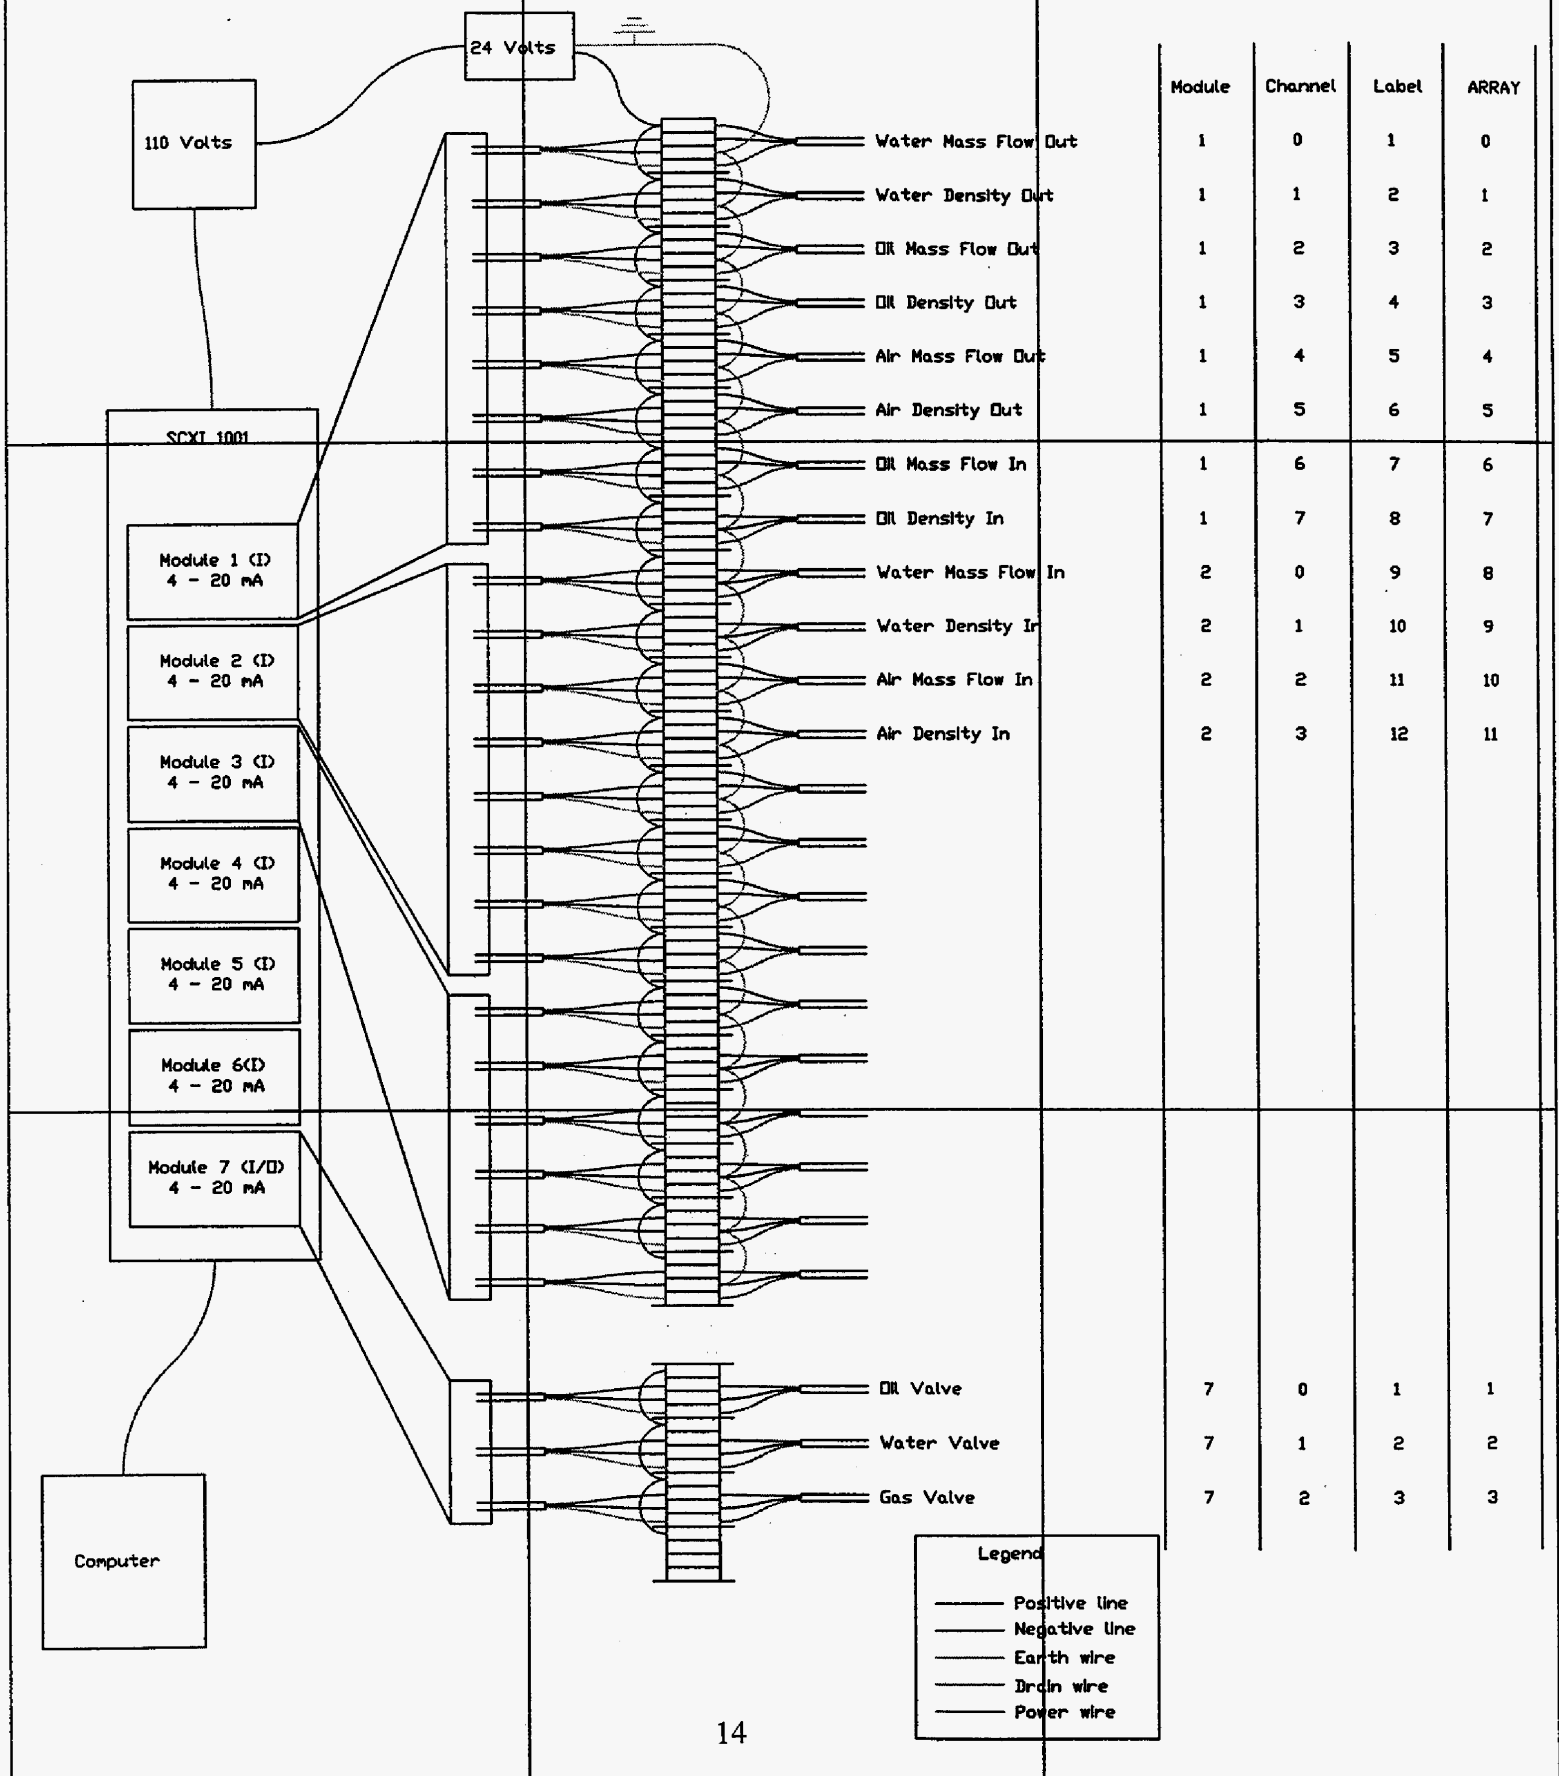 24 Volts
110 Volts
Module Channel Label ARRAY
Water Mass Flow Out 1 0 1 0
Water Density Out 1 1 2 1
Oil Mass Flow Out 1 2 3 2
Oil Density Out 1 3 4 3
Air Mass Flow Out 1 4 5 4
Air Density Out 1 5 6 5
SCXI 1001
Oil Mass Flow In 1 6 7 6
Oil Density In 1 7 8 7
Water Mass Flow In 2 0 9 8
Water Density In 2 1 10 9
Air Mass Flow In 2 2 11 10
Air Density In 2 3 12 11
Module 1 (I)
4 - 20 mA
Module 2 (I)
4 - 20 mA
Module 3 (I)
4 - 20 mA
Module 4 (I)
4 - 20 mA
Module 5 (I)
4 - 20 mA
Module 6(I)
4 - 20 mA
Module 7 (I/O)
4 - 20 mA
Oil Valve 7 0 1 1
Water Valve 7 1 2 2
Gas Valve 7 2 3 3
Computer
Legend
Positive line
Negative line
Earth wire
Drain wire
Power wire
14